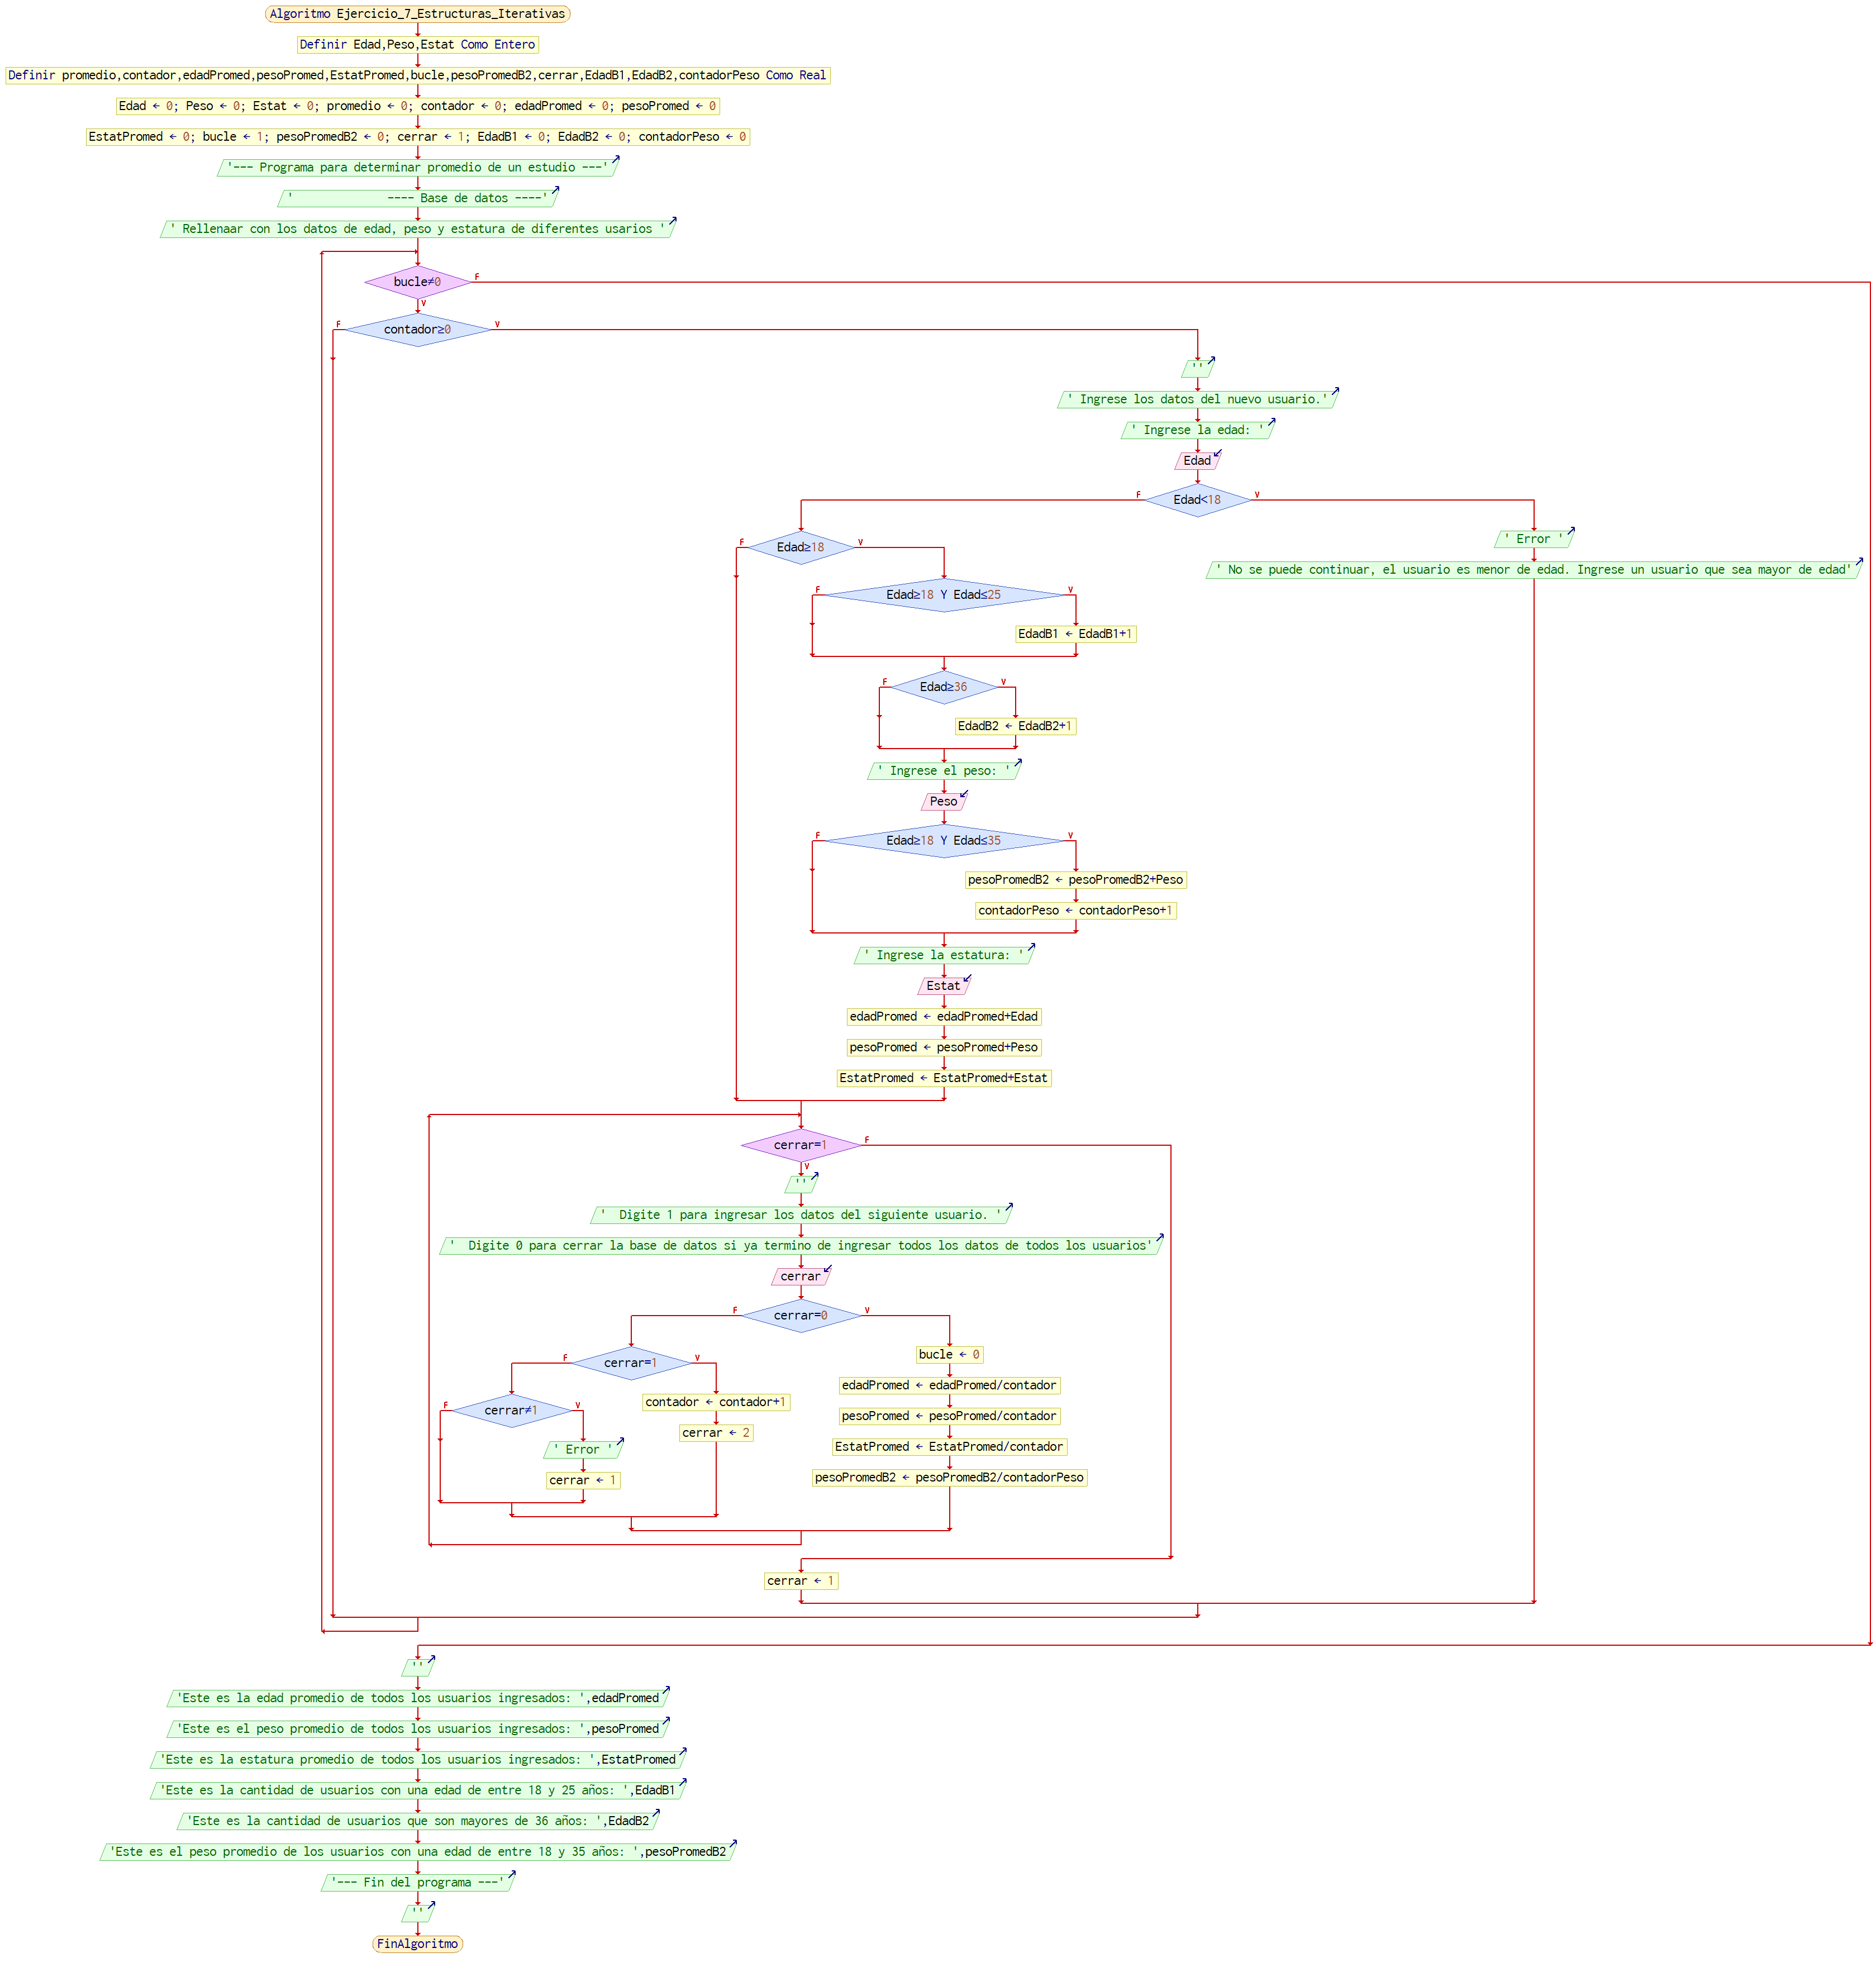 Algoritmo Ejercicio_7_Estructuras_Iterativas
Definir Edad,Peso,Estat Como Entero
Definir promedio,contador,edadPromed,pesoPromed,EstatPromed,bucle,pesoPromedB2,cerrar,EdadB1,EdadB2,contadorPeso Como Real
Edad ← 0; Peso ← 0; Estat ← 0; promedio ← 0; contador ← 0; edadPromed ← 0; pesoPromed ← 0
EstatPromed ← 0; bucle ← 1; pesoPromedB2 ← 0; cerrar ← 1; EdadB1 ← 0; EdadB2 ← 0; contadorPeso ← 0
'--- Programa para determinar promedio de un estudio ---'
'              ---- Base de datos ----'
' Rellenaar con los datos de edad, peso y estatura de diferentes usarios '
bucle≠0
F
V
contador≥0
F
V
''
' Ingrese los datos del nuevo usuario.'
' Ingrese la edad: '
Edad
Edad<18
F
V
' Error '
' No se puede continuar, el usuario es menor de edad. Ingrese un usuario que sea mayor de edad'
Edad≥18
F
V
Edad≥18 Y Edad≤25
F
V
EdadB1 ← EdadB1+1
Edad≥36
F
V
EdadB2 ← EdadB2+1
' Ingrese el peso: '
Peso
Edad≥18 Y Edad≤35
F
V
pesoPromedB2 ← pesoPromedB2+Peso
contadorPeso ← contadorPeso+1
' Ingrese la estatura: '
Estat
edadPromed ← edadPromed+Edad
pesoPromed ← pesoPromed+Peso
EstatPromed ← EstatPromed+Estat
cerrar=1
F
V
''
'  Digite 1 para ingresar los datos del siguiente usuario. '
'  Digite 0 para cerrar la base de datos si ya termino de ingresar todos los datos de todos los usuarios'
cerrar
cerrar=0
F
V
cerrar=1
F
V
cerrar≠1
F
V
' Error '
cerrar ← 1
contador ← contador+1
cerrar ← 2
bucle ← 0
edadPromed ← edadPromed/contador
pesoPromed ← pesoPromed/contador
EstatPromed ← EstatPromed/contador
pesoPromedB2 ← pesoPromedB2/contadorPeso
cerrar ← 1
''
'Este es la edad promedio de todos los usuarios ingresados: ',edadPromed
'Este es el peso promedio de todos los usuarios ingresados: ',pesoPromed
'Este es la estatura promedio de todos los usuarios ingresados: ',EstatPromed
'Este es la cantidad de usuarios con una edad de entre 18 y 25 años: ',EdadB1
'Este es la cantidad de usuarios que son mayores de 36 años: ',EdadB2
'Este es el peso promedio de los usuarios con una edad de entre 18 y 35 años: ',pesoPromedB2
'--- Fin del programa ---'
''
FinAlgoritmo